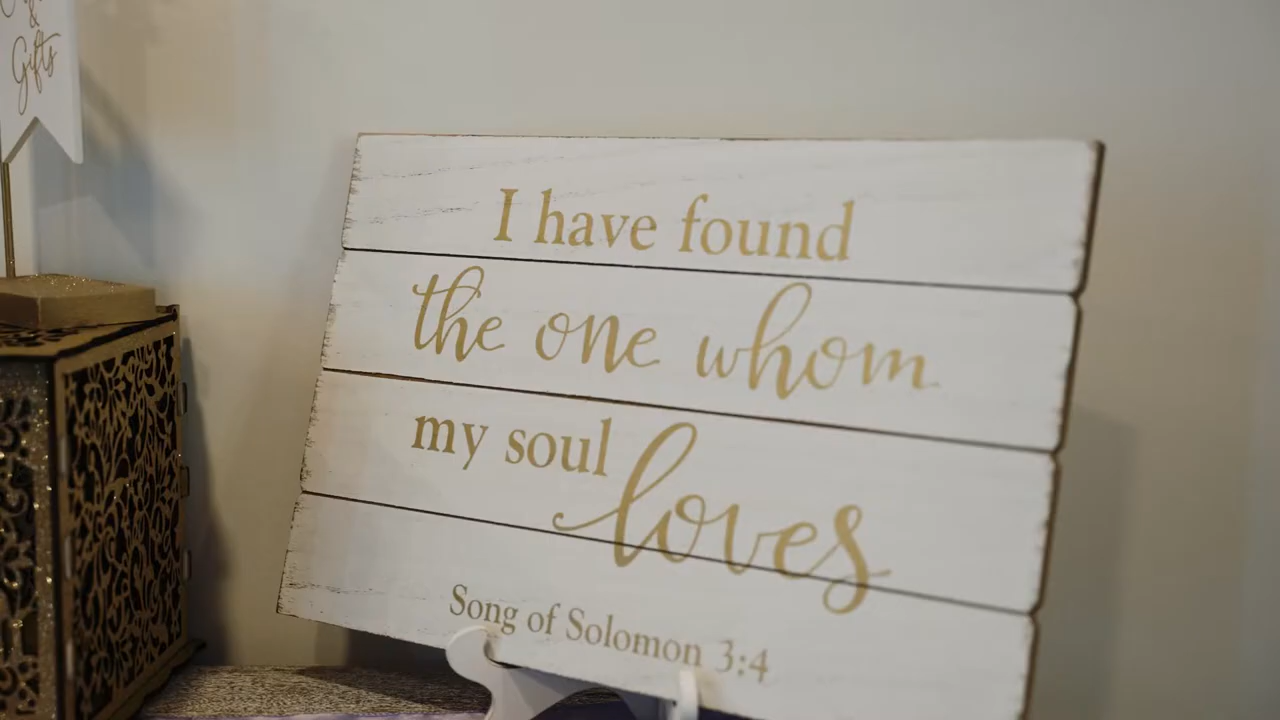 &
Gifts
I have found
the one whom
my soul loves
Song of Solomon 3:4